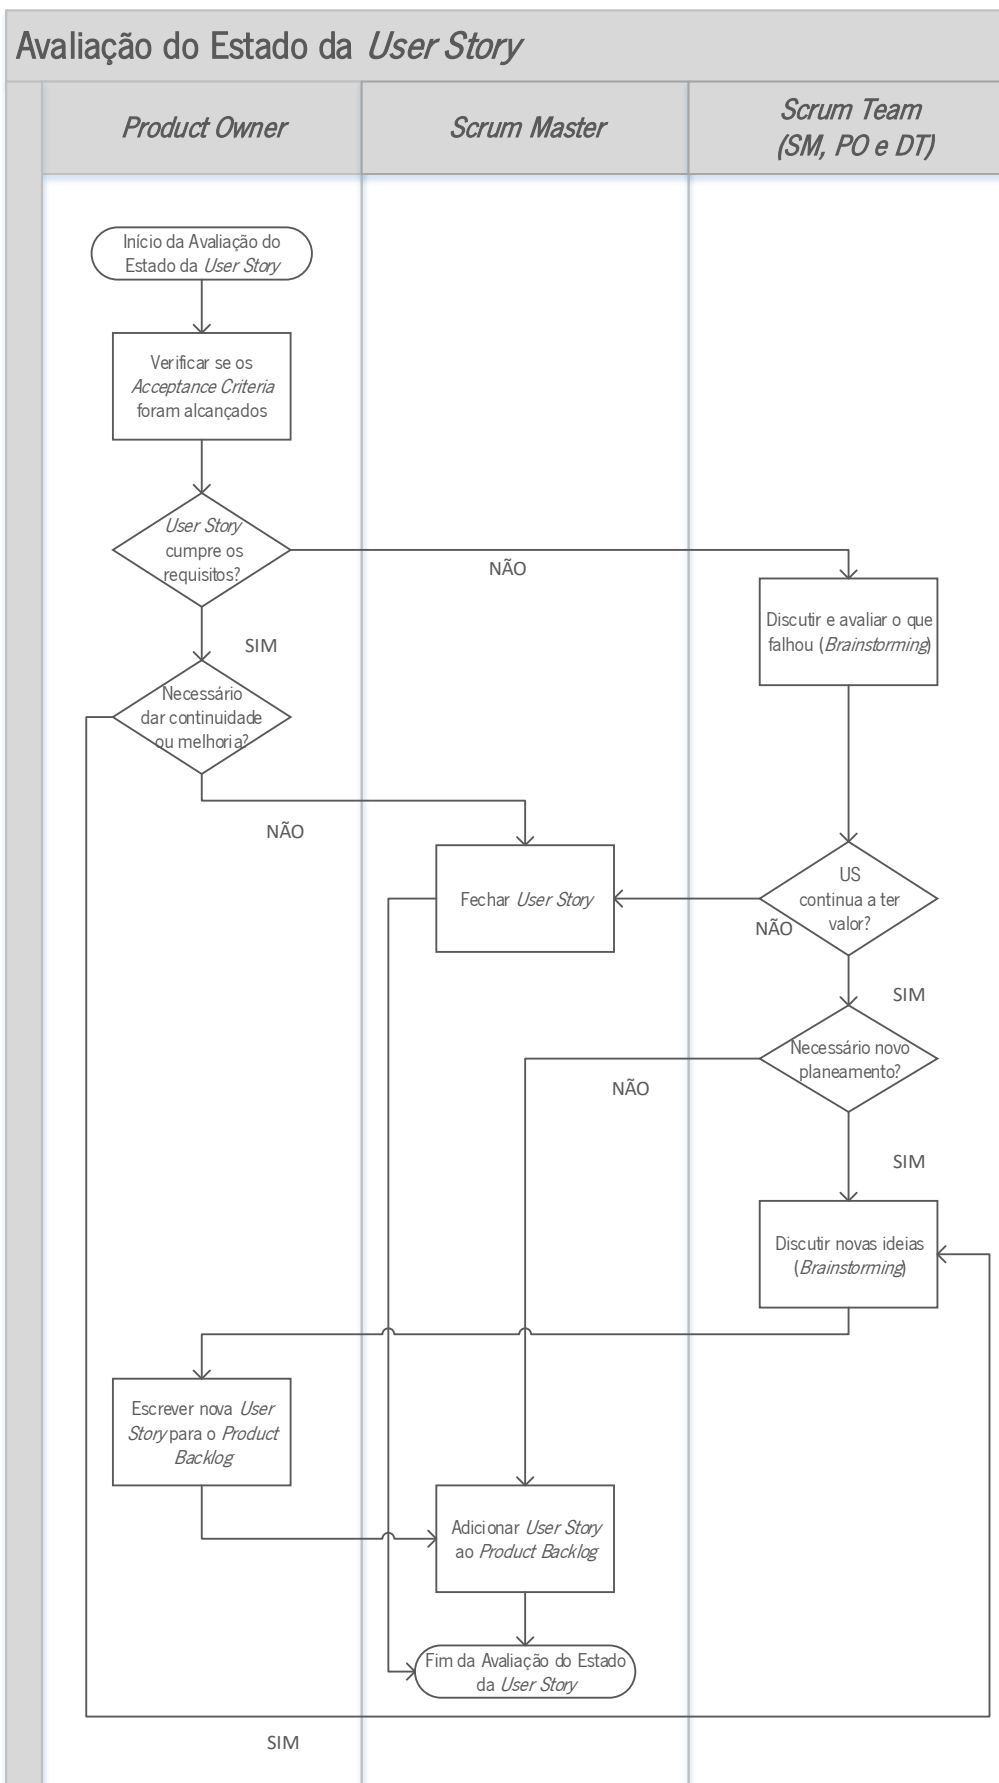 Avaliação do Estado da User Story
Product Owner
Scrum Master
Scrum Team
(SM, PO e DT)
Início da Avaliação do
Estado da User Story
Verificar se os
Acceptance Criteria
foram alcançados
User Story
cumpre os
requisitos?
NÃO
Discutir e avaliar o que
falhou (Brainstorming)
SIM
Necessário
dar continuidade
ou melhoria?
NÃO
Fechar User Story
US
continua a ter
valor?
NÃO
SIM
Necessário novo
planeamento?
NÃO
SIM
Discutir novas ideias
(Brainstorming)
Escrever nova User
Story para o Product
Backlog
Adicionar User Story
ao Product Backlog
Fim da Avaliação do Estado
da User Story
SIM